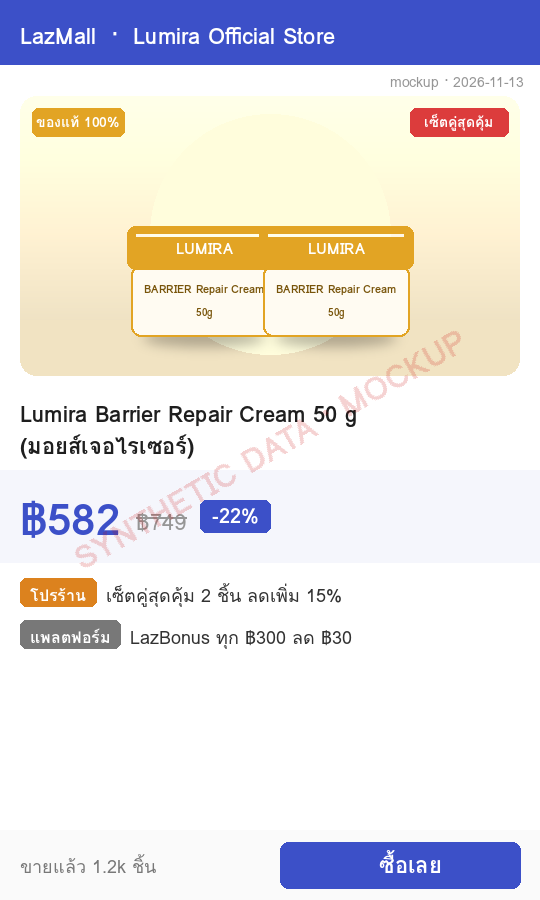 LazMall · Lumira Official Store
mockup · 2026-11-13
ของแท้ 100%
เซ็ตคู่สุดคุ้ม
LUMIRA
LUMIRA
BARRIER Repair Cream
BARRIER Repair Cream
50g
50g
Lumira Barrier Repair Cream 50 g
(มอยส์เจอไรเซอร์)
฿582 ฿749 -22%
โปรร้าน เซ็ตคู่สุดคุ้ม 2 ชิ้น ลดเพิ่ม 15%
แพลตฟอร์ม LazBonus ทุก ฿300 ลด ฿30
SYNTHETIC DATA · MOCKUP
ขายแล้ว 1.2k ชิ้น
ซื้อเลย